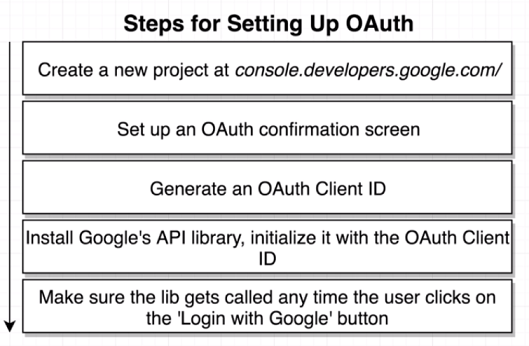 Steps for Setting Up OAuth
Create a new project at console.developers.google.com/
Set up an OAuth confirmation screen
Generate an OAuth Client ID
Install Google's API library, initialize it with the OAuth Client
ID
Make sure the lib gets called any time the user clicks on
the 'Login with Google' button